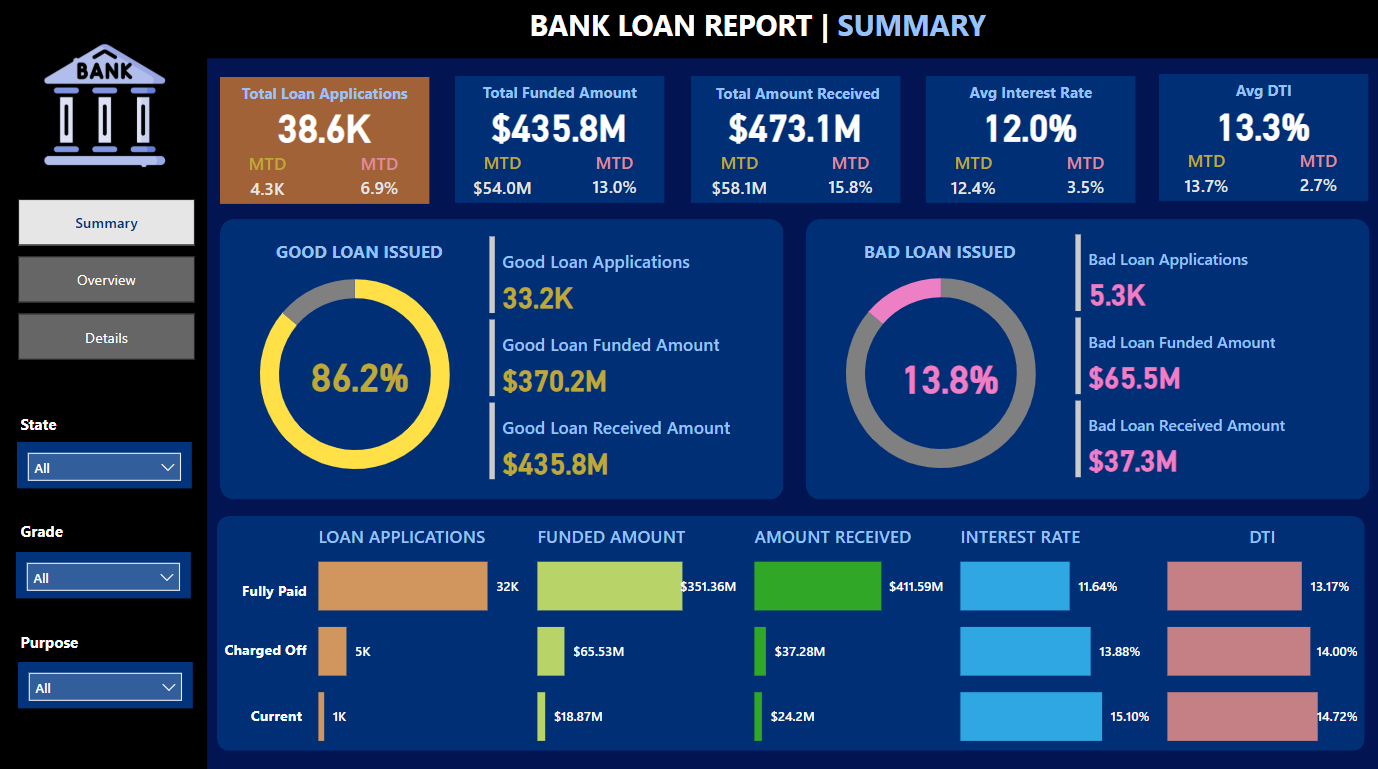 BANK LOAN REPORT | SUMMARY
BANK
Summary
Overview
Details
State
All
Grade
All
Purpose
All
Total Loan Applications
38.6K
MTD MTD
4.3K 6.9%
Total Funded Amount
$435.8M
MTD MTD
$54.0M 13.0%
Total Amount Received
$473.1M
MTD MTD
$58.1M 15.8%
Avg Interest Rate
12.0%
MTD MTD
12.4% 3.5%
Avg DTI
13.3%
MTD MTD
13.7% 2.7%
GOOD LOAN ISSUED
86.2%
Good Loan Applications
33.2K
Good Loan Funded Amount
$370.2M
Good Loan Received Amount
$435.8M
BAD LOAN ISSUED
13.8%
Bad Loan Applications
5.3K
Bad Loan Funded Amount
$65.5M
Bad Loan Received Amount
$37.3M
LOAN APPLICATIONS FUNDED AMOUNT AMOUNT RECEIVED INTEREST RATE DTI
Fully Paid 32K $351.36M $411.59M 11.64% 13.17%
Charged Off 5K $65.53M $37.28M 13.88% 14.00%
Current 1K $18.87M $24.2M 15.10% 14.72%